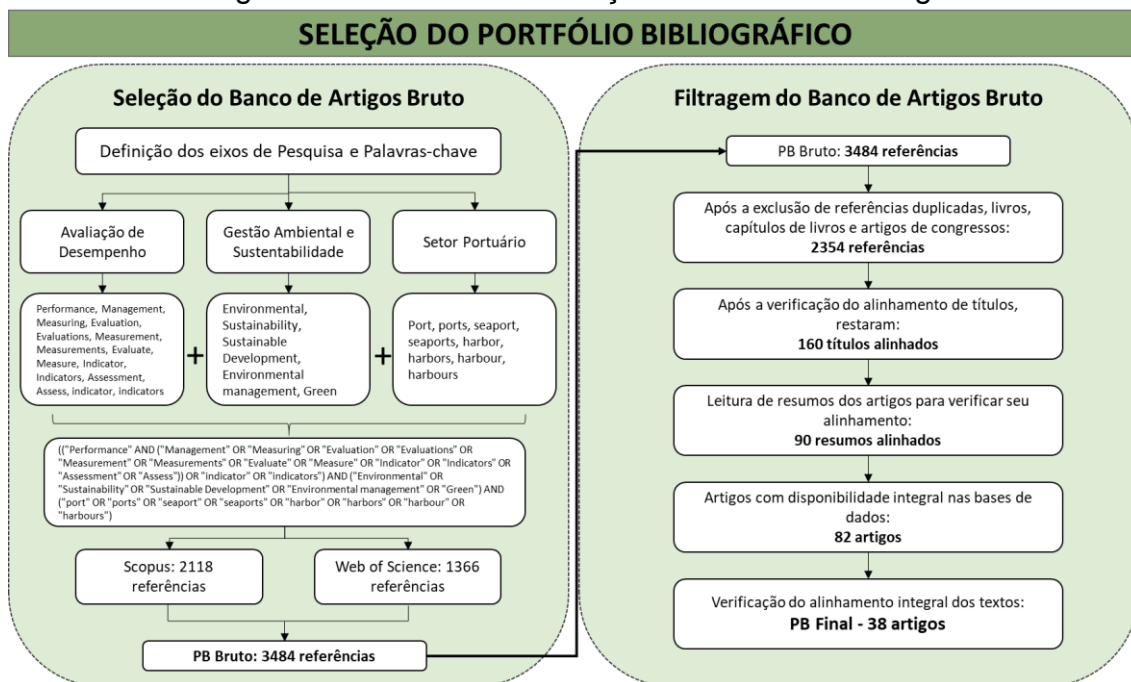 SELEÇÃO DO PORTFÓLIO BIBLIOGRÁFICO
Seleção do Banco de Artigos Bruto
Definição dos eixos de Pesquisa e Palavras-chave
Avaliação de
Desempenho
Gestão Ambiental e
Sustentabilidade
Setor Portuário
Performance, Management,
Measuring, Evaluation,
Evaluations, Measurement,
Measurements, Evaluate,
Measure, Indicator,
Indicators, Assessment,
Assess, indicator, indicators
+
Environmental,
Sustainability,
Sustainable
Development,
Environmental
management, Green
+
Port, ports, seaport,
seaports, harbor,
harbors, harbour,
harbours
(("Performance" AND ("Management" OR "Measuring" OR "Evaluation" OR "Evaluations" OR
"Measurement" OR "Measurements" OR "Evaluate" OR "Measure" OR "Indicator" OR "Indicators" OR
"Assessment" OR "Assess")) OR "indicator" OR "indicators") AND ("Environmental" OR
"Sustainability" OR "Sustainable Development" OR "Environmental management" OR "Green") AND
("port" OR "ports" OR "seaport" OR "seaports" OR "harbor" OR "harbors" OR "harbour" OR
"harbours")
Scopus: 2118
referências
Web of Science: 1366
referências
PB Bruto: 3484 referências
Filtragem do Banco de Artigos Bruto
PB Bruto: 3484 referências
Após a exclusão de referências duplicadas, livros,
capítulos de livros e artigos de congressos:
2354 referências
Após a verificação do alinhamento de títulos,
restaram:
160 títulos alinhados
Leitura de resumos dos artigos para verificar seu
alinhamento:
90 resumos alinhados
Artigos com disponibilidade integral nas bases de
dados:
82 artigos
Verificação do alinhamento integral dos textos:
PB Final - 38 artigos